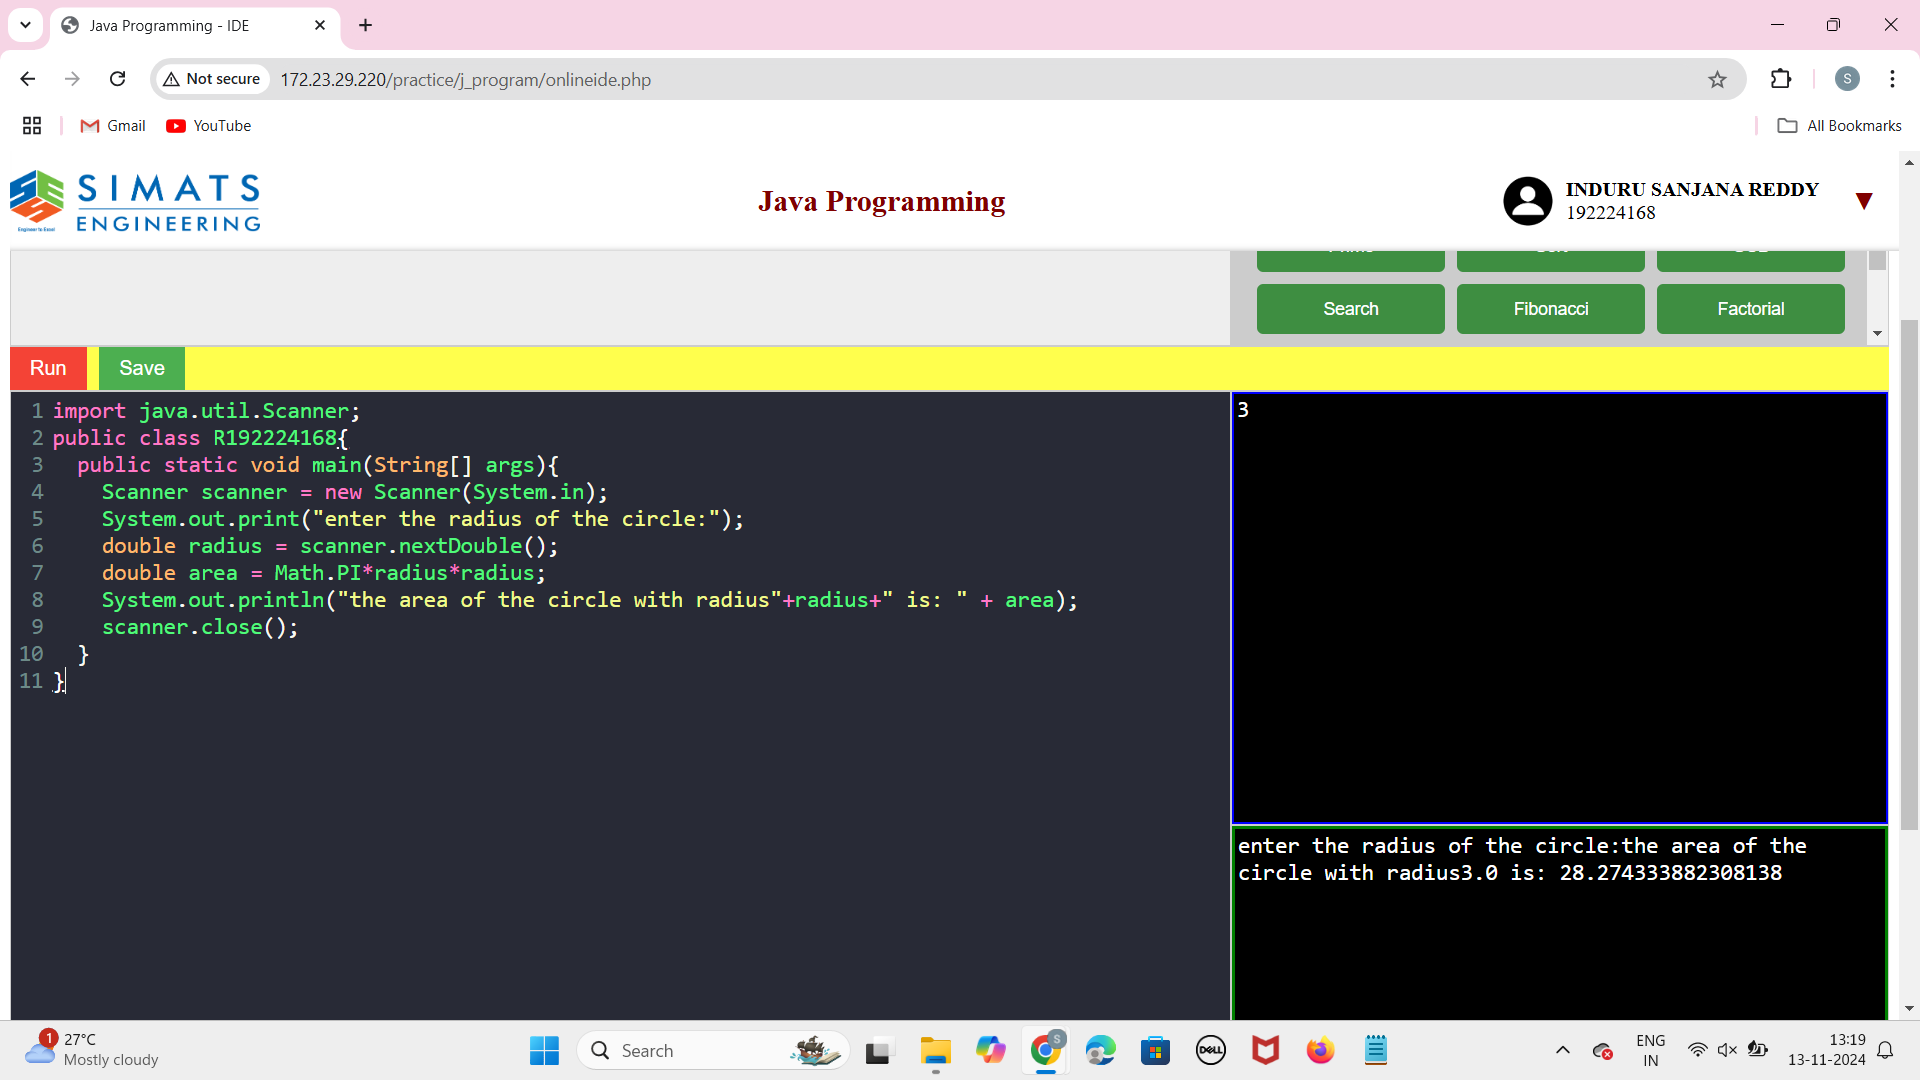 Java Programming - IDE
Not secure
172.23.29.220/practice/j_program/onlineide.php
S
Gmail
YouTube
All Bookmarks
SIMATS
ENGINEERING
Engineer to Excel
Java Programming
INDURU SANJANA REDDY
192224168
Search
Fibonacci
Factorial
Run
Save
1 import java.util.Scanner;
2 public class R192224168{
3   public static void main(String[] args){
4     Scanner scanner = new Scanner(System.in);
5     System.out.print("enter the radius of the circle:");
6     double radius = scanner.nextDouble();
7     double area = Math.PI*radius*radius;
8     System.out.println("the area of the circle with radius"+radius+" is: " + area);
9     scanner.close();
10   }
11 }
3
enter the radius of the circle:the area of the
circle with radius3.0 is: 28.274333882308138
1
27°C
Mostly cloudy
Search
S
DELL
ENG
IN
13:19
13-11-2024